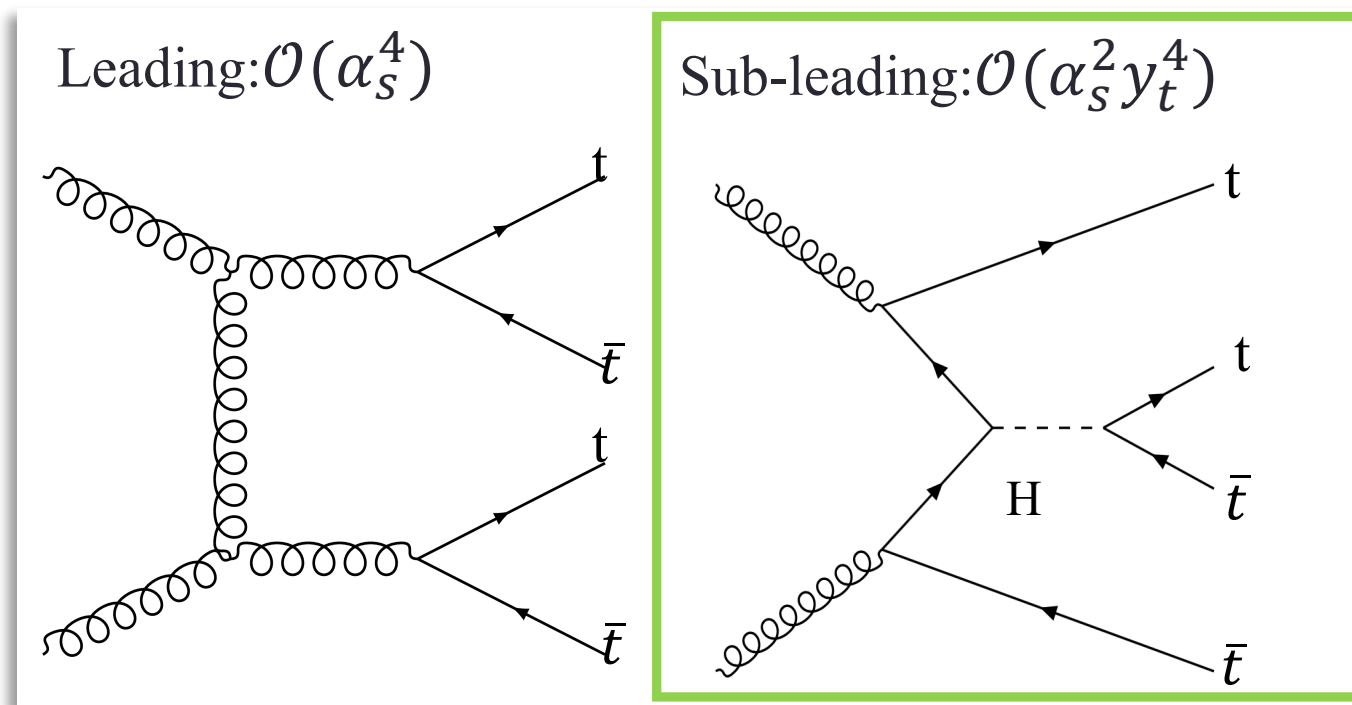 Leading:𝒪(α_s^4)
t
t̄
t
t̄
Sub-leading:𝒪(α_s^2 y_t^4)
t
t
H
t̄
t̄